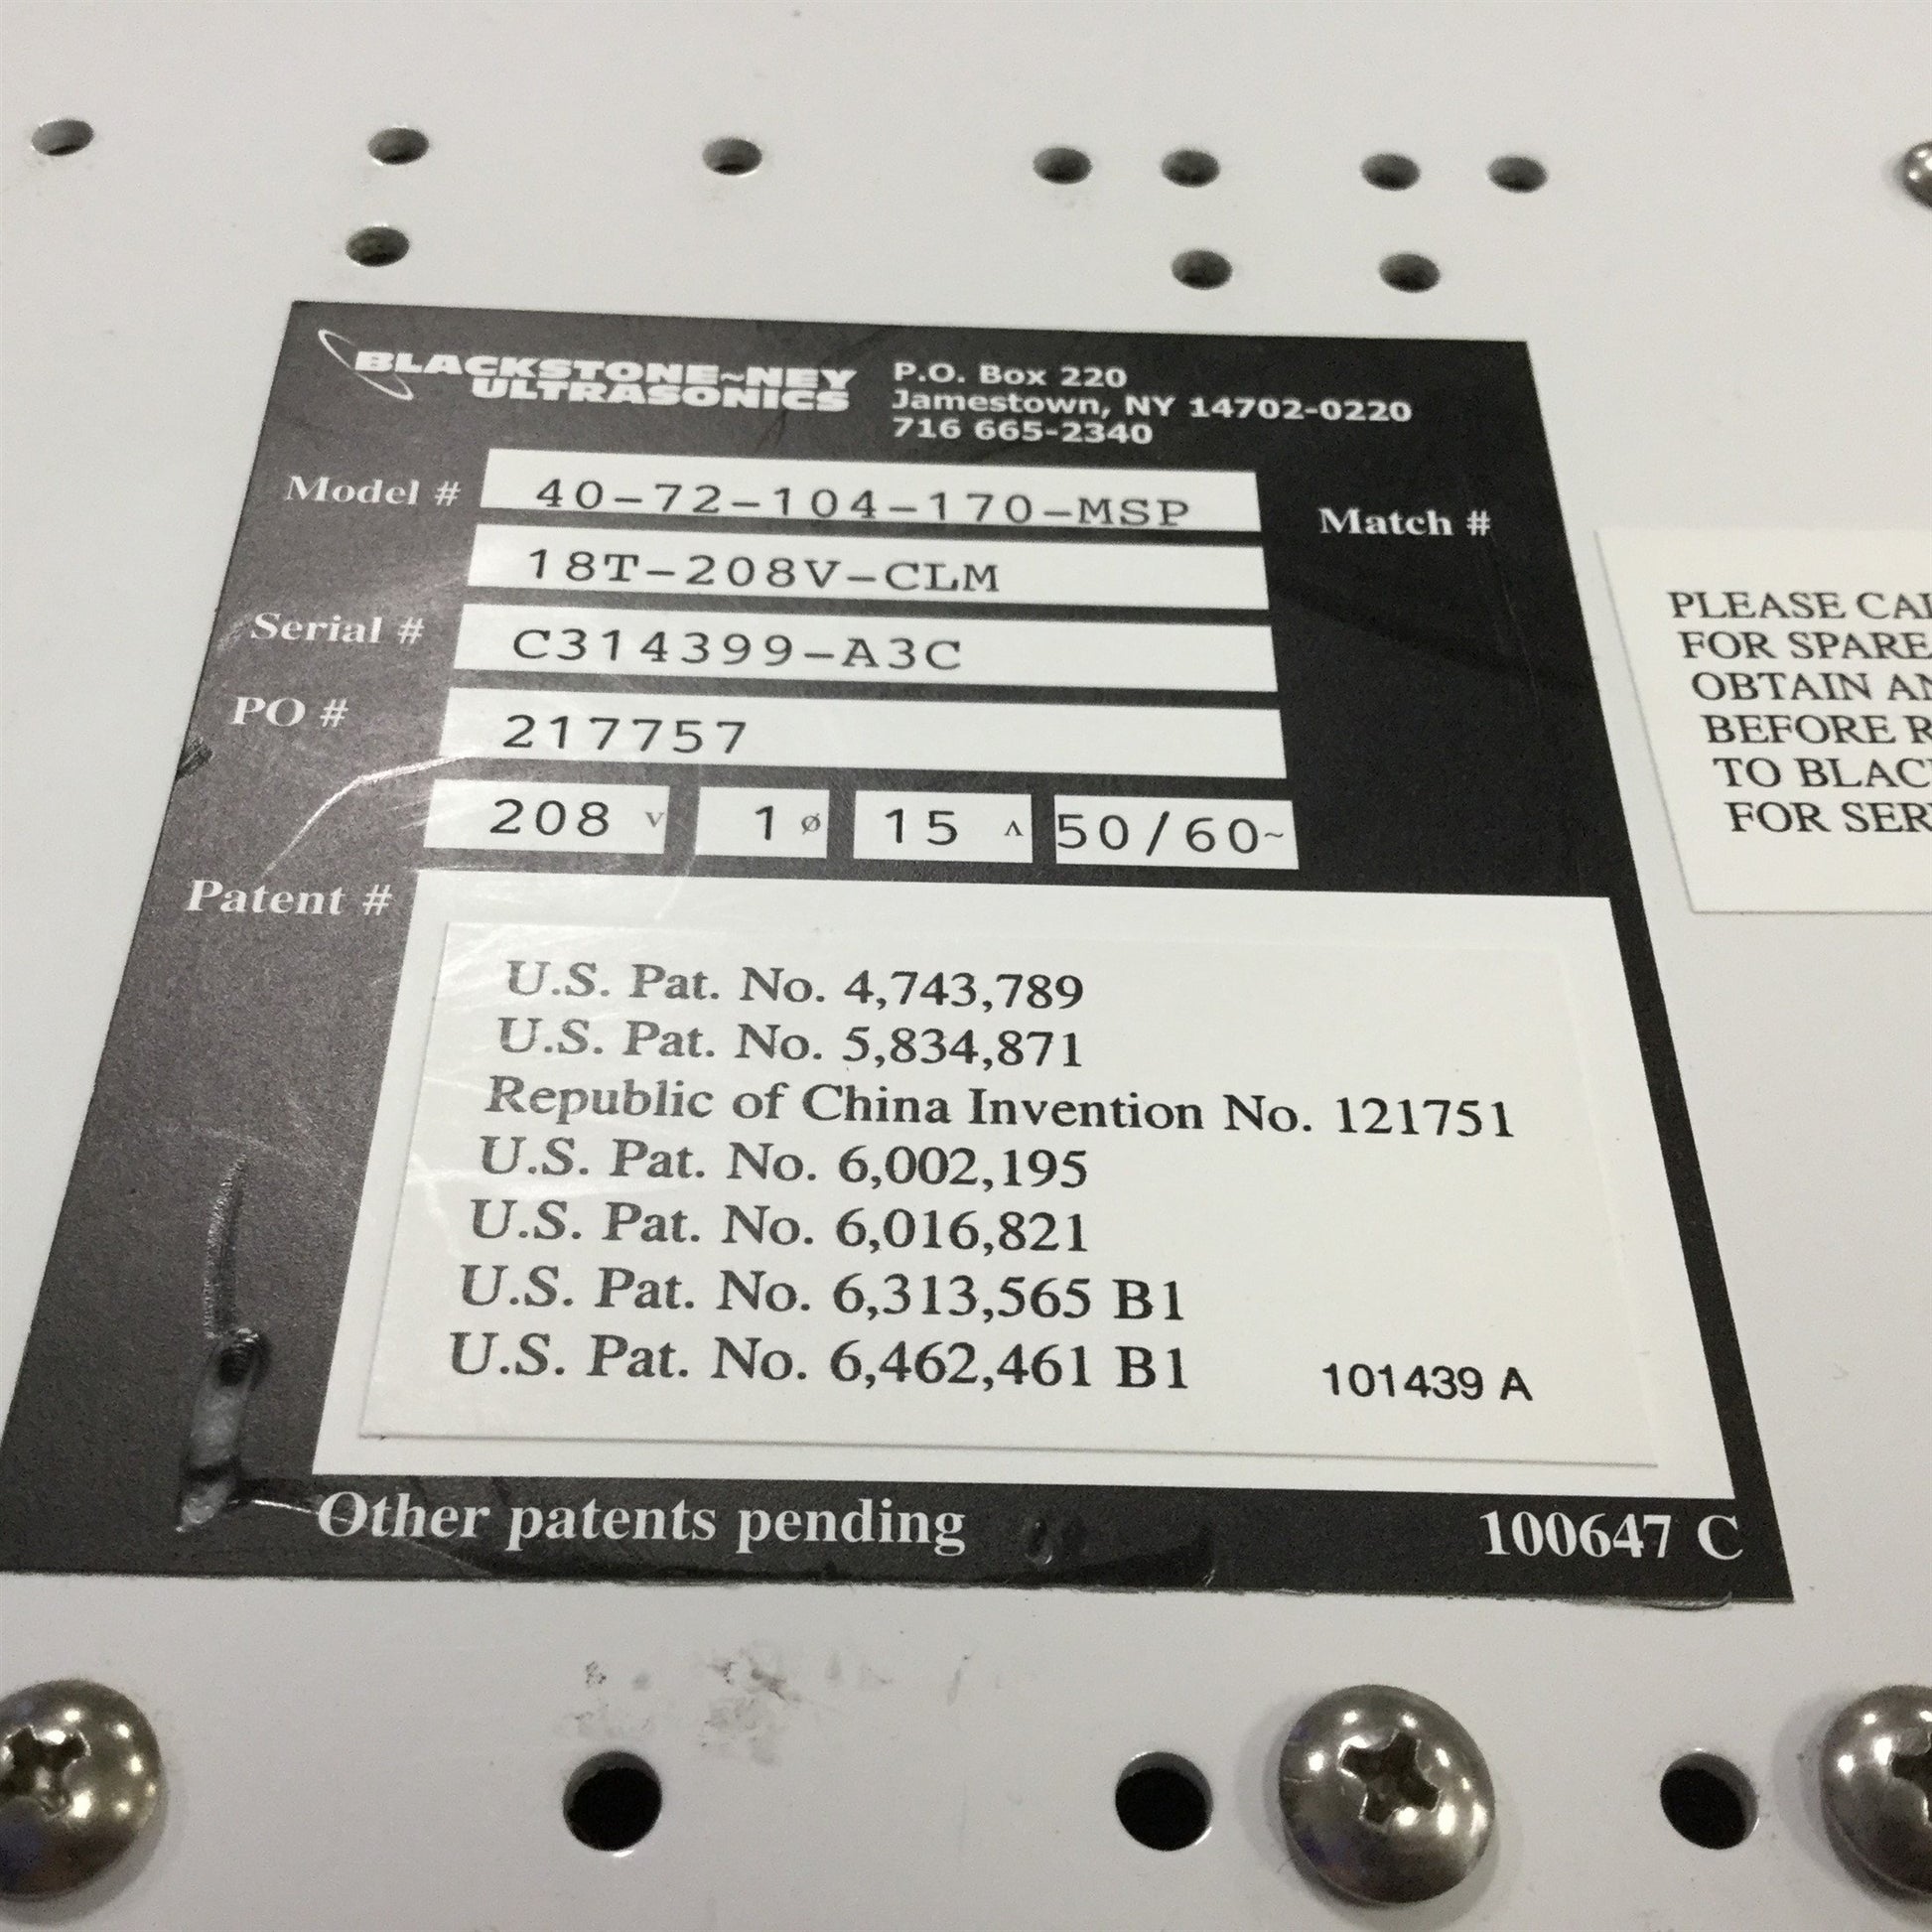 BLACKSTONE~NEY
ULTRASONICS
P.O. Box 220
Jamestown, NY 14702-0220
716 665-2340
Model # 40-72-104-170-MSP
18T-208V-CLM
Match #
Serial # C314399-A3C
PO # 217757
208 V 1 ø 15 A 50/60~
Patent #
U.S. Pat. No. 4,743,789
U.S. Pat. No. 5,834,871
Republic of China Invention No. 121751
U.S. Pat. No. 6,002,195
U.S. Pat. No. 6,016,821
U.S. Pat. No. 6,313,565 B1
U.S. Pat. No. 6,462,461 B1
101439 A
Other patents pending
100647 C
PLEASE
FOR SPARE
OBTAIN
BEFORE
TO
FOR